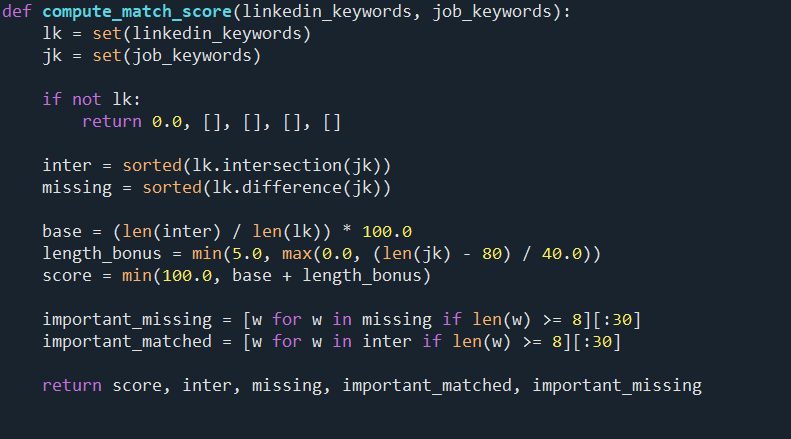 def compute_match_score(linkedin_keywords, job_keywords):
    lk = set(linkedin_keywords)
    jk = set(job_keywords)

    if not lk:
        return 0.0, [], [], [], []

    inter = sorted(lk.intersection(jk))
    missing = sorted(lk.difference(jk))

    base = (len(inter) / len(lk)) * 100.0
    length_bonus = min(5.0, max(0.0, (len(jk) - 80) / 40.0))
    score = min(100.0, base + length_bonus)

    important_missing = [w for w in missing if len(w) >= 8][:30]
    important_matched = [w for w in inter if len(w) >= 8][:30]

    return score, inter, missing, important_matched, important_missing